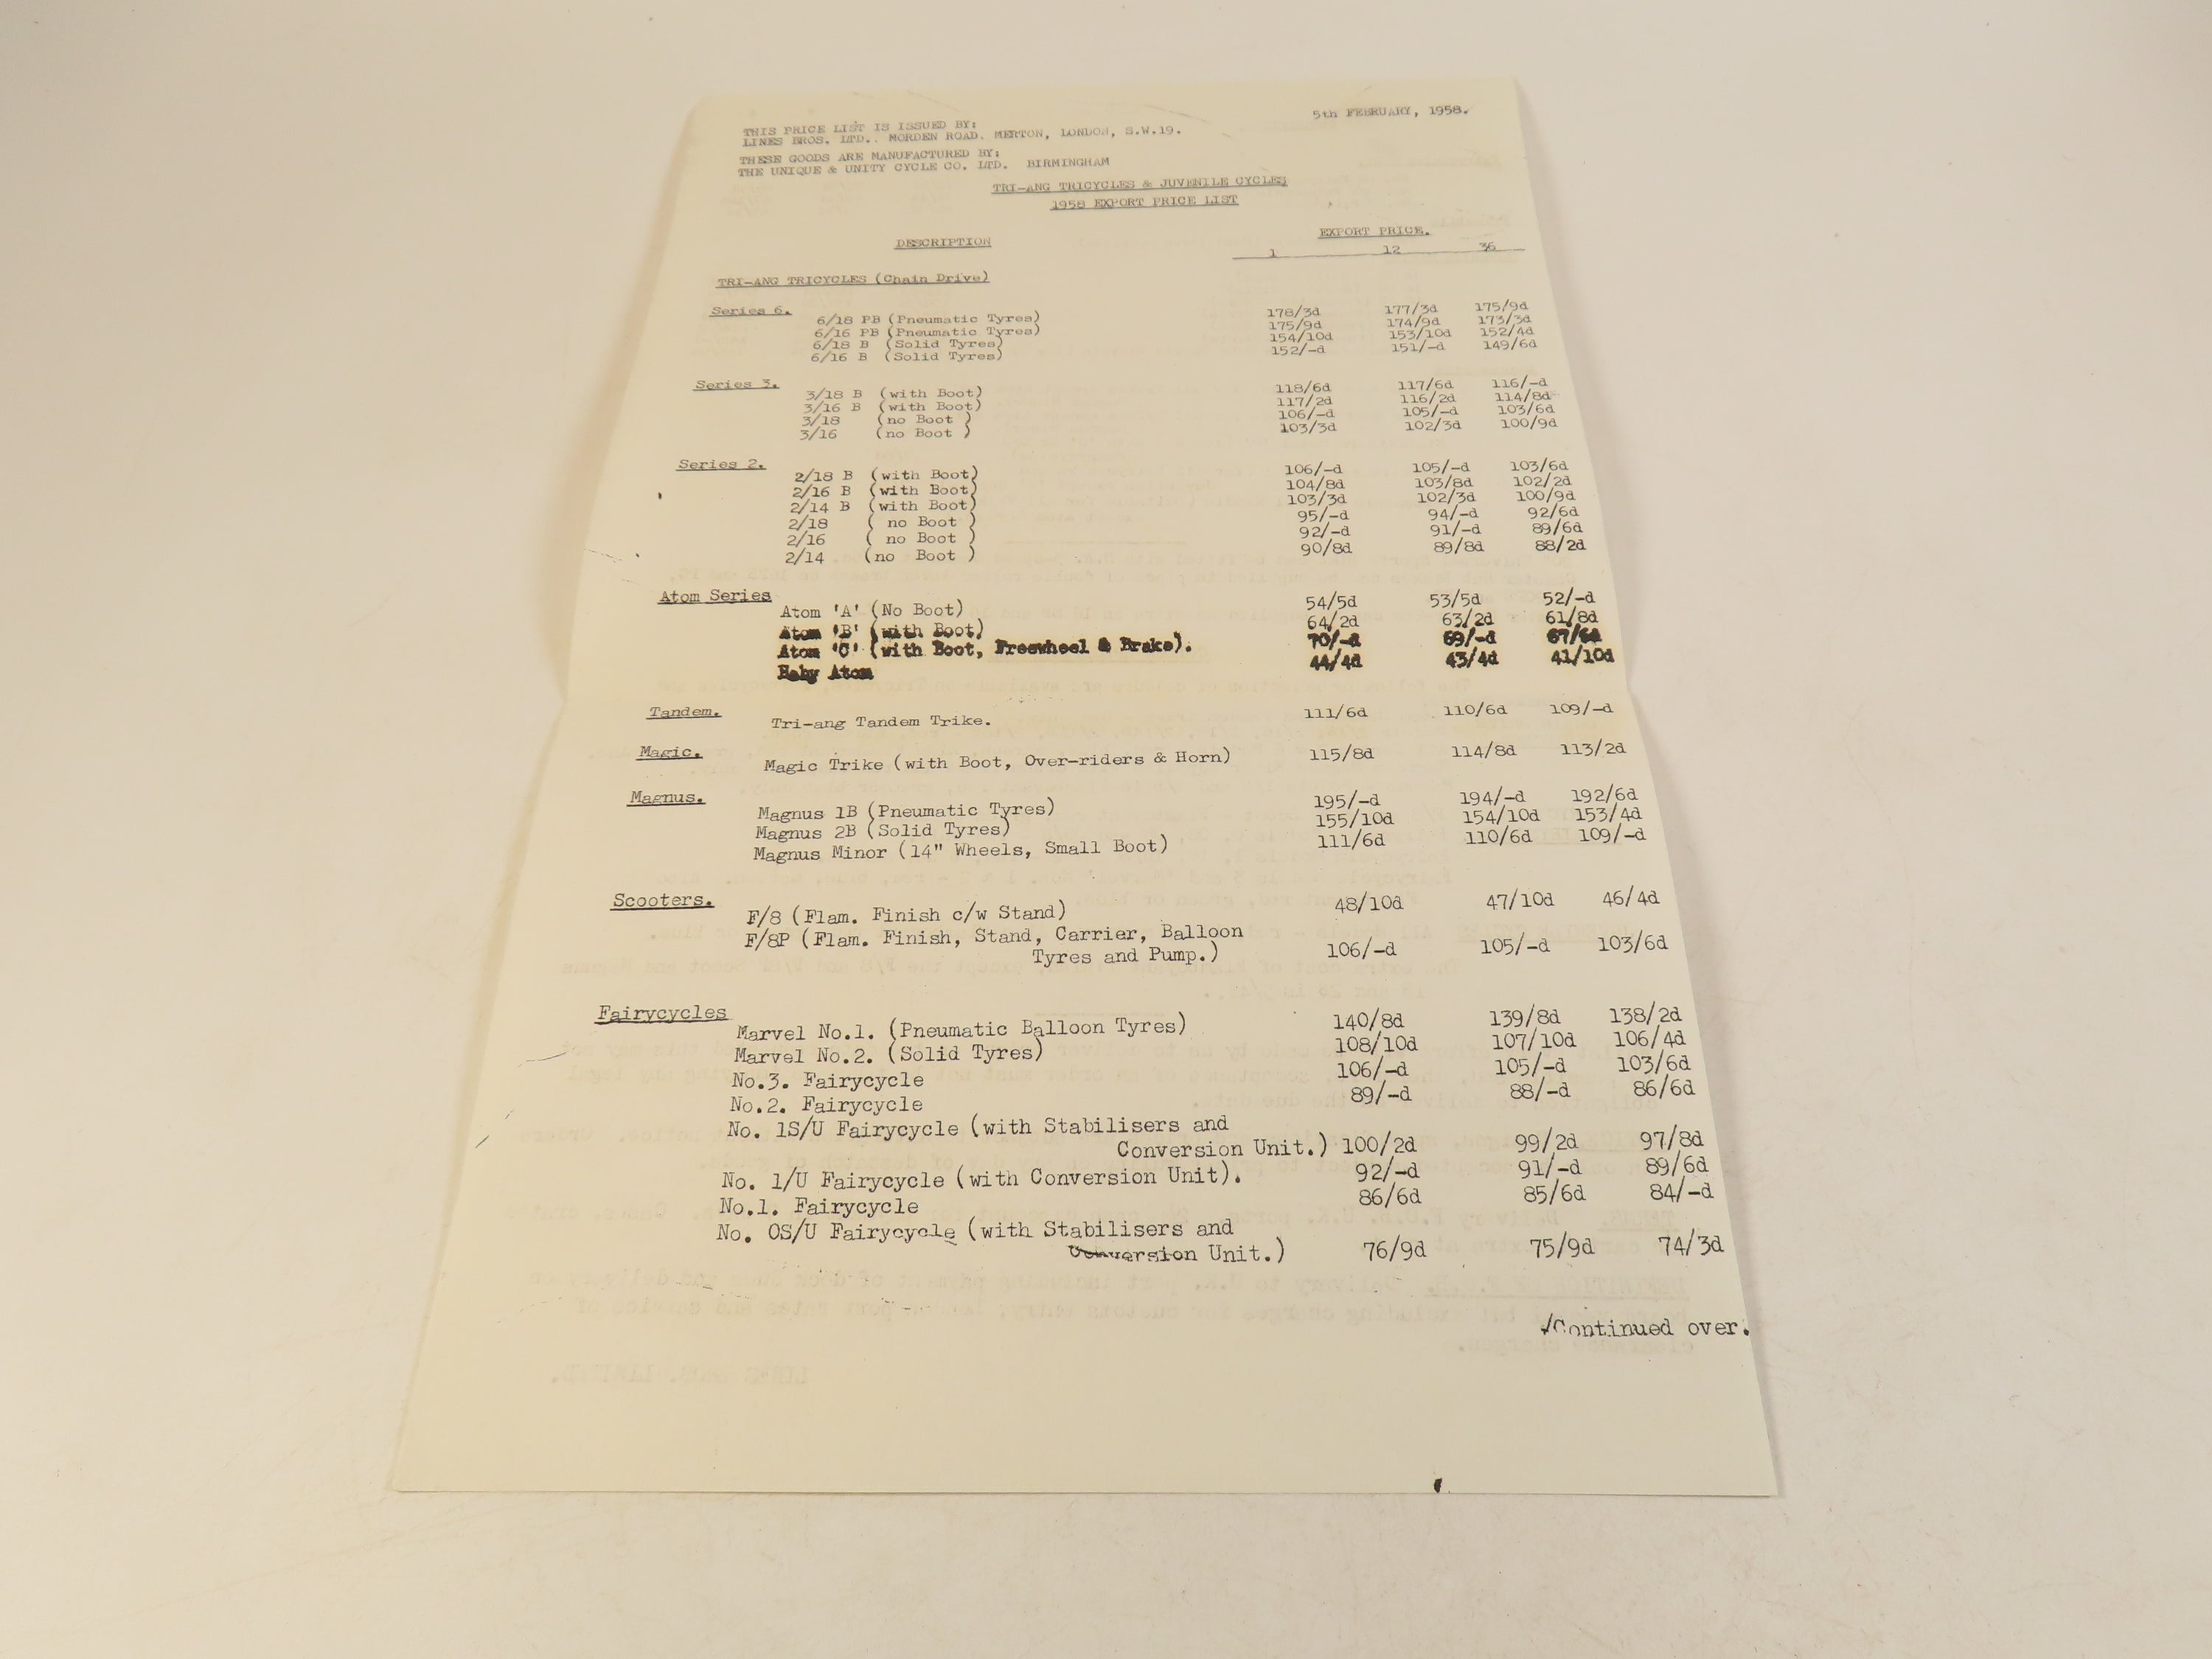 5th FEBRUARY, 1958.
THIS PRICE LIST IS ISSUED BY:
LINES BROS. LTD., MORDEN ROAD. MERTON, LONDON, S.W.19.
THESE GOODS ARE MANUFACTURED BY:
THE UNIQUE & UNITY CYCLE CO. LTD. BIRMINGHAM
TRI-ANG TRICYCLES & JUVENILE CYCLES
1958 EXPORT PRICE LIST
DESCRIPTION EXPORT PRICE.
1 12 36
TRI-ANG TRICYCLES (Chain Drive)
Series 6.
6/18 PB (Pneumatic Tyres) 178/3d 177/3d 175/9d
6/16 PB (Pneumatic Tyres) 175/9d 174/9d 173/3d
6/18 B (Solid Tyres) 154/10d 153/10d 152/4d
6/16 B (Solid Tyres) 152/-d 151/-d 149/6d
Series 3.
3/18 B (with Boot) 118/6d 117/6d 116/-d
3/16 B (with Boot) 117/2d 116/2d 114/8d
3/18 (no Boot ) 106/-d 105/-d 103/6d
3/16 (no Boot ) 103/3d 102/3d 100/9d
Series 2.
2/18 B (with Boot) 106/-d 105/-d 103/6d
2/16 B (with Boot) 104/8d 103/8d 102/2d
2/14 B (with Boot) 103/3d 102/3d 100/9d
2/18 ( no Boot ) 95/-d 94/-d 92/6d
2/16 ( no Boot ) 92/-d 91/-d 89/6d
2/14 (no Boot ) 90/8d 89/8d 88/2d
Atom Series
Atom 'A' (No Boot) 54/5d 53/5d 52/-d
Atom 'B' (with Boot) 64/2d 63/2d 61/8d
Atom 'C' (with Boot, Freewheel & Brake). 70/-d 69/-d 67/6d
Baby Atom 44/4d 43/4d 41/10d
Tandem.
Tri-ang Tandem Trike. 111/6d 110/6d 109/-d
Magic.
Magic Trike (with Boot, Over-riders & Horn) 115/8d 114/8d 113/2d
Magnus.
Magnus 1B (Pneumatic Tyres) 195/-d 194/-d 192/6d
Magnus 2B (Solid Tyres) 155/10d 154/10d 153/4d
Magnus Minor (14" Wheels, Small Boot) 111/6d 110/6d 109/-d
Scooters.
F/8 (Flam. Finish c/w Stand) 48/10d 47/10d 46/4d
F/8P (Flam. Finish, Stand, Carrier, Balloon
Tyres and Pump.) 106/-d 105/-d 103/6d
Fairycycles
Marvel No.1. (Pneumatic Balloon Tyres) 140/8d 139/8d 138/2d
Marvel No.2. (Solid Tyres) 108/10d 107/10d 106/4d
No.3. Fairycycle 106/-d 105/-d 103/6d
No.2. Fairycycle 89/-d 88/-d 86/6d
No. 1S/U Fairycycle (with Stabilisers and
Conversion Unit.) 100/2d 99/2d 97/8d
No. 1/U Fairycycle (with Conversion Unit). 92/-d 91/-d 89/6d
No.1. Fairycycle 86/6d 85/6d 84/-d
No. 0S/U Fairycycle (with Stabilisers and
Conversion Unit.) 76/9d 75/9d 74/3d
/Continued over.